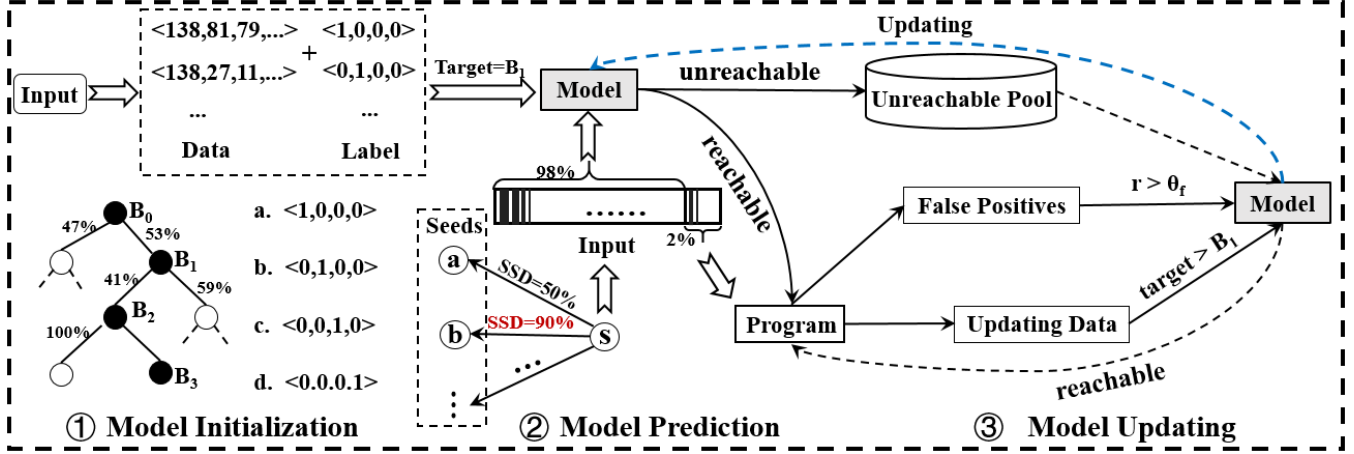 Input
<138,81,79,...>
+
<1,0,0,0>
<138,27,11,...>
<0,1,0,0>
...
...
Data
Label
Target=B1
Model
unreachable
Unreachable Pool
Updating
reachable
98%
......
2%
Input
B0
47%
53%
B1
41%
59%
B2
100%
B3
a. <1,0,0,0>
b. <0,1,0,0>
c. <0,0,1,0>
d. <0.0.0.1>
Seeds
a
SSD=50%
b
SSD=90%
s
...
⋮
Program
False Positives
r > θf
Model
Updating Data
target > B1
reachable
① Model Initialization
② Model Prediction
③ Model Updating